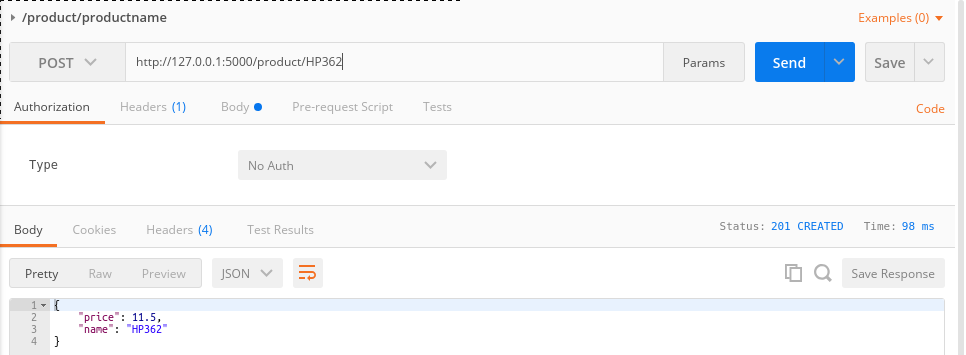 /product/productname Examples (0)
POST http://127.0.0.1:5000/product/HP362 Params Send Save
Authorization Headers (1) Body Pre-request Script Tests Code
Type No Auth
Body Cookies Headers (4) Test Results Status: 201 CREATED Time: 98 ms
Pretty Raw Preview JSON Save Response
1 {
2 "price": 11.5,
3 "name": "HP362"
4 }